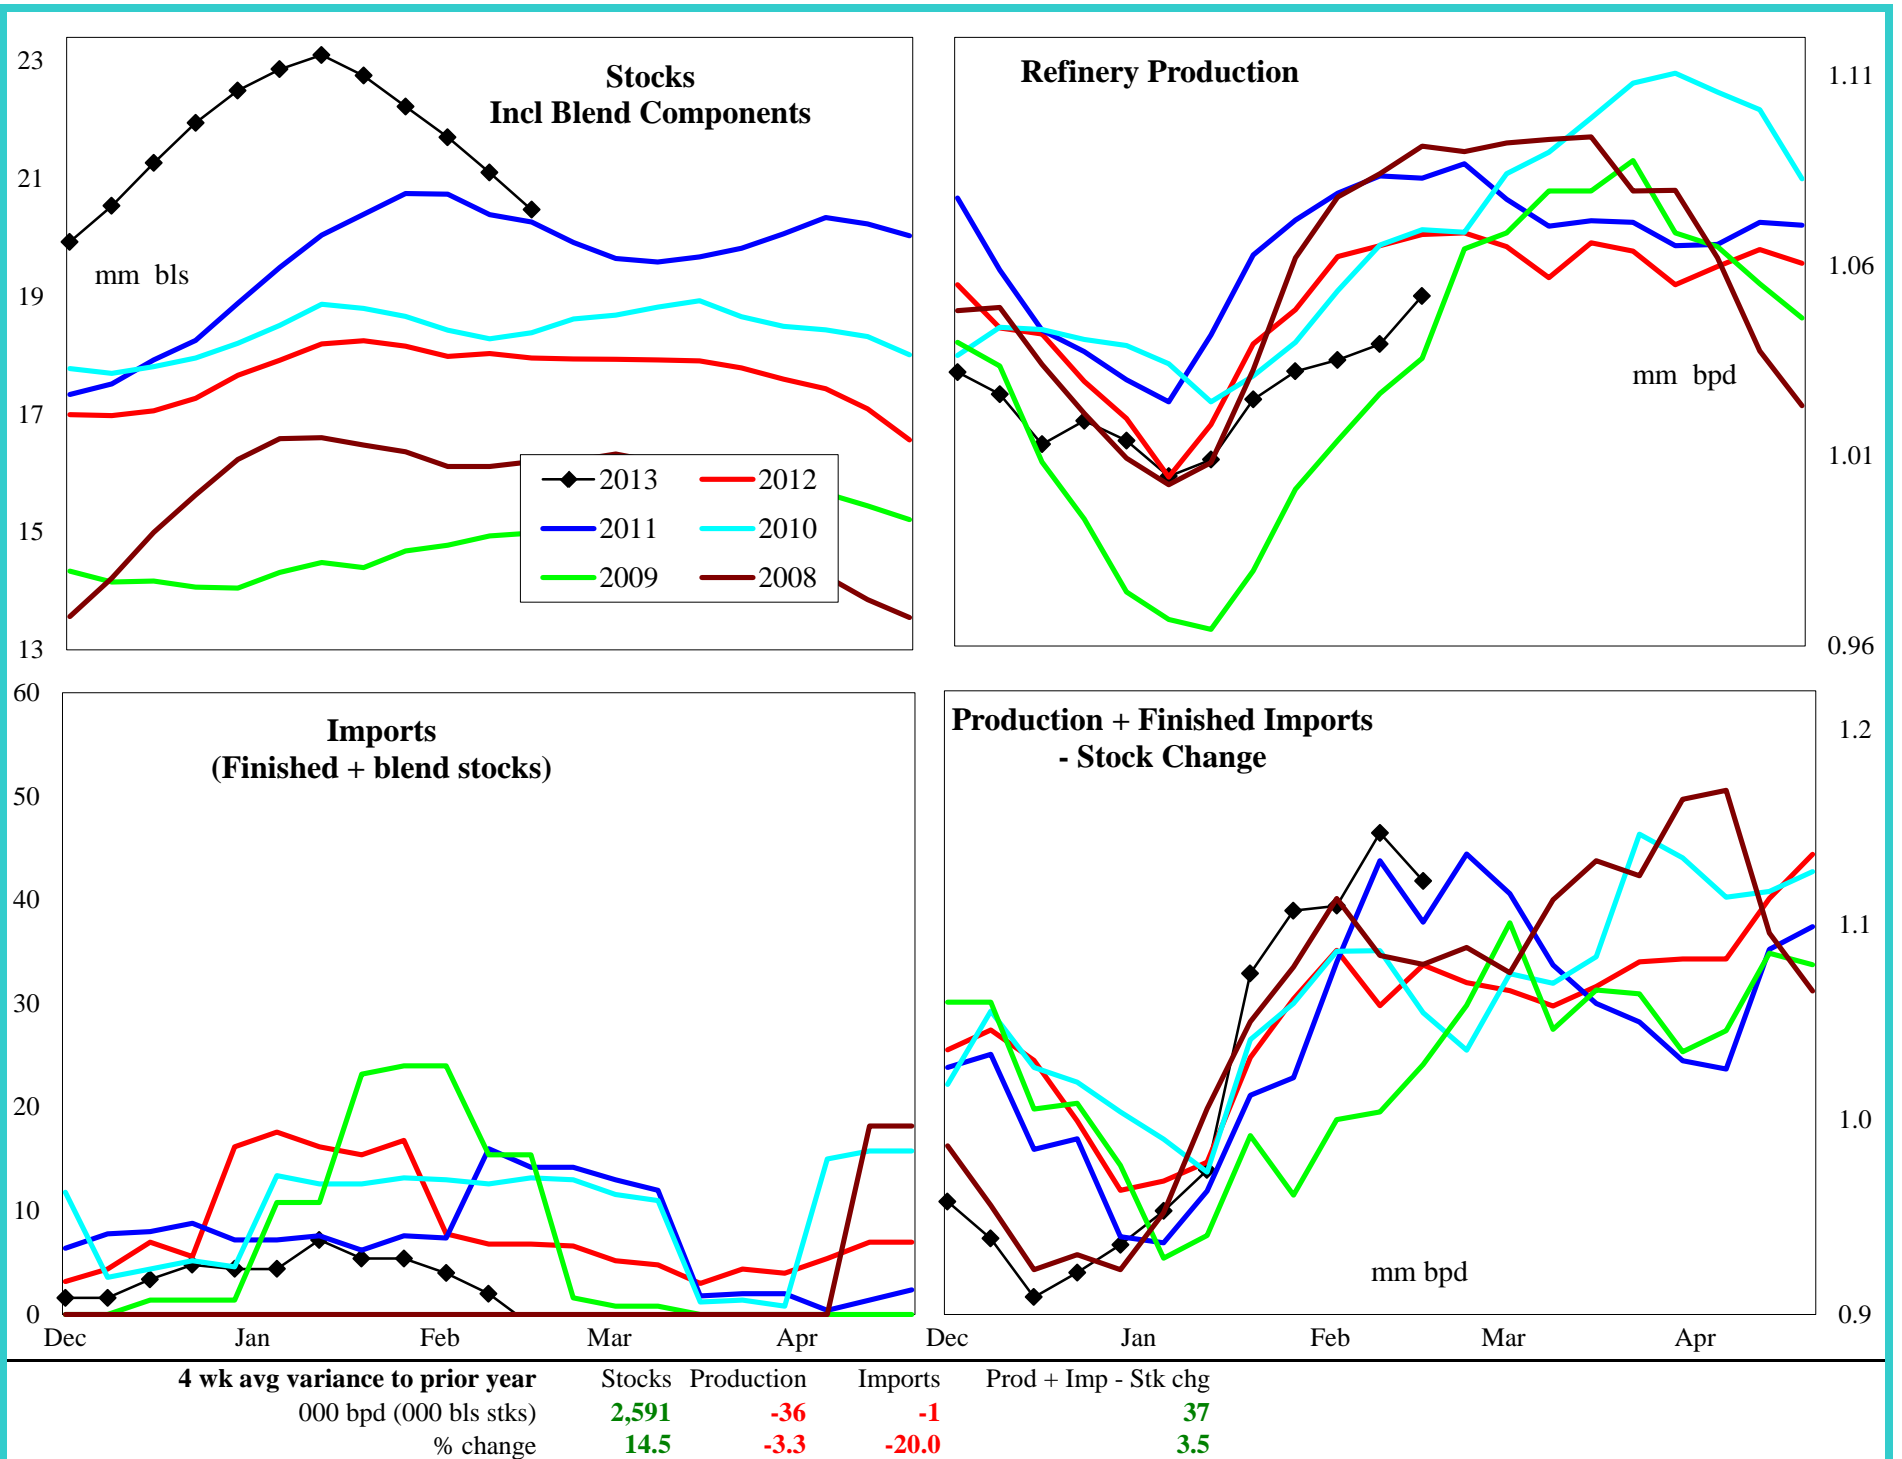 Stocks
Incl Blend Components
mm bls
23
21
19
17
15
13
2013
2012
2011
2010
2009
2008
Refinery Production
mm bpd
1.11
1.06
1.01
0.96
Imports
(Finished + blend stocks)
60
50
40
30
20
10
0
Dec Jan Feb Mar Apr
Production + Finished Imports
- Stock Change
mm bpd
1.2
1.1
1.0
0.9
Dec Jan Feb Mar Apr
4 wk avg variance to prior year Stocks Production Imports Prod + Imp - Stk chg
000 bpd (000 bls stks) 2,591 -36 -1 37
% change 14.5 -3.3 -20.0 3.5